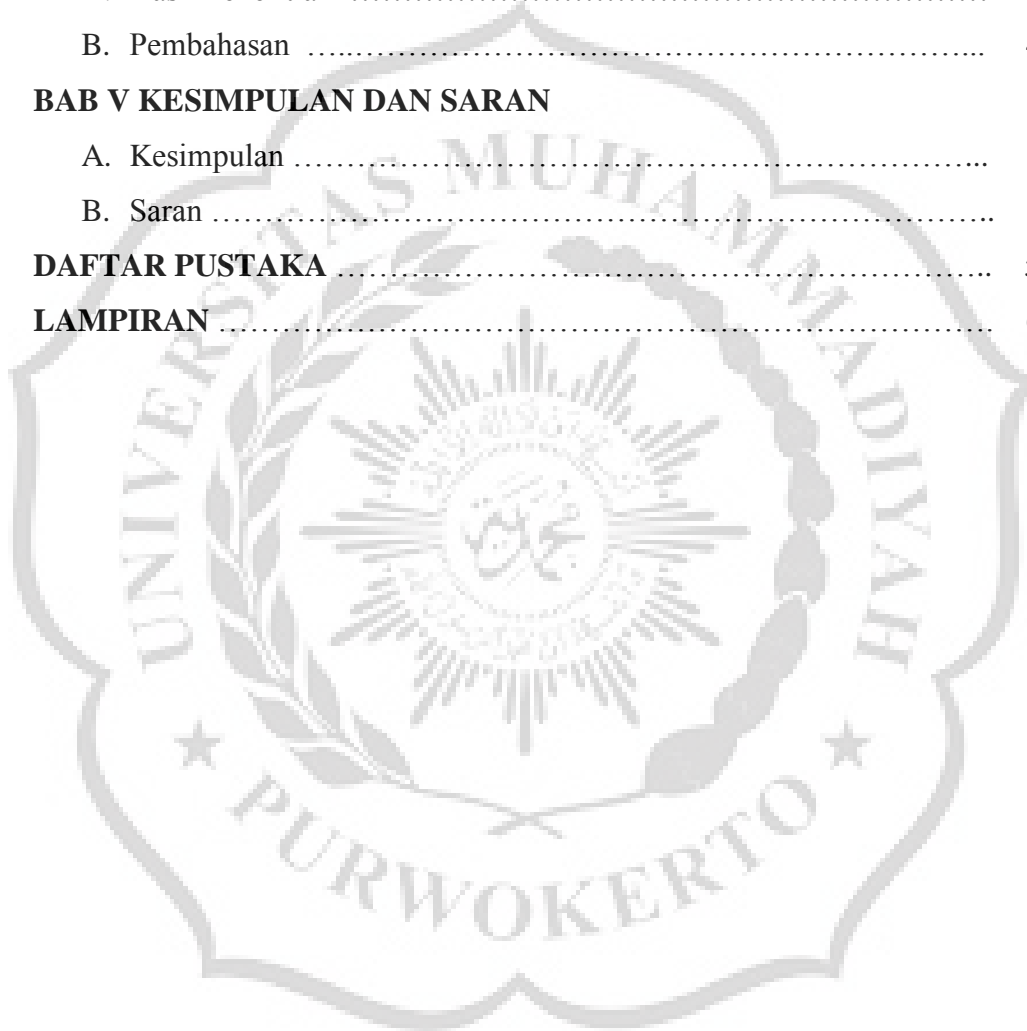 B. Pembahasan …..………………………………………………………...
BAB V KESIMPULAN DAN SARAN
A. Kesimpulan …………………………………………………………...
B. Saran …………………………………………………………………..
DAFTAR PUSTAKA ………………………………………………………..
LAMPIRAN …………………………………………………………………
UNIVERSITAS MUHAMMADIYAH
PURWOKERTO